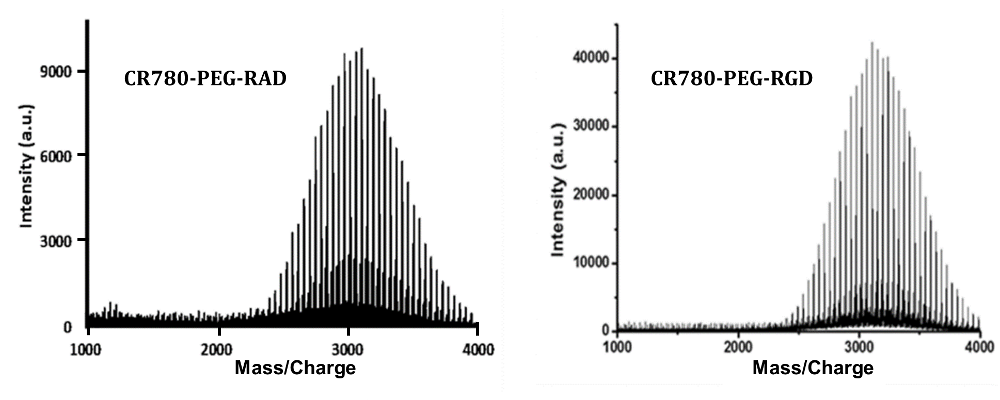 CR780-PEG-RAD
Intensity (a.u.)
9000
6000
3000
0
1000 2000 3000 4000
Mass/Charge
CR780-PEG-RGD
Intensity (a.u.)
40000
30000
20000
10000
0
1000 2000 3000 4000
Mass/Charge